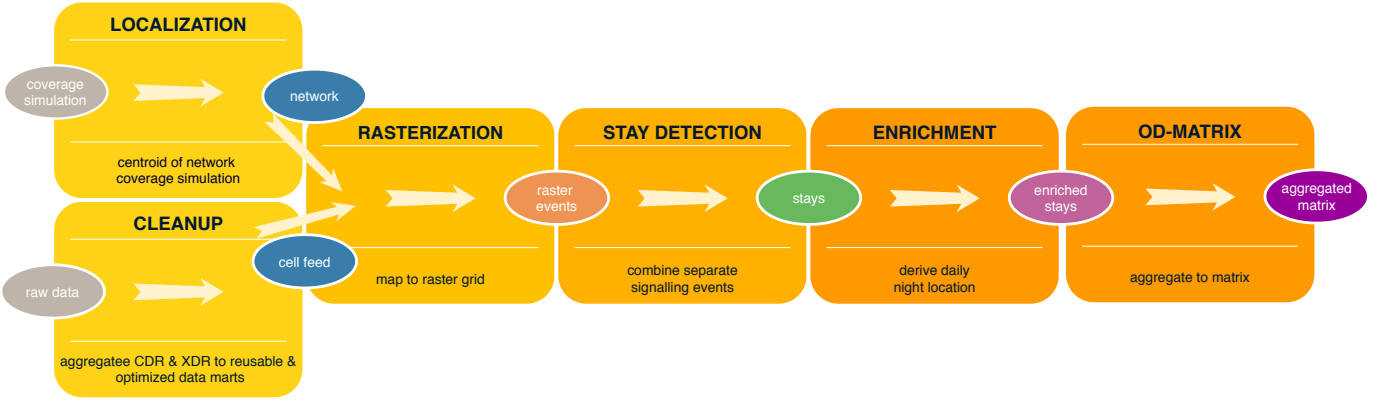 LOCALIZATION
coverage
simulation
network
centroid of network
coverage simulation
CLEANUP
raw data
cell feed
aggregatee CDR & XDR to reusable &
optimized data marts
RASTERIZATION
raster
events
map to raster grid
STAY DETECTION
stays
combine separate
signalling events
ENRICHMENT
enriched
stays
derive daily
night location
OD-MATRIX
aggregated
matrix
aggregate to matrix